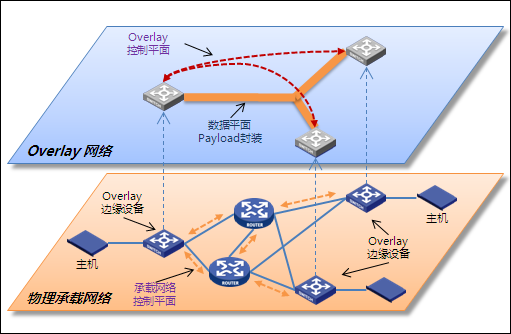 Overlay
控制平面
数据平面
Payload封装
Overlay 网络
Overlay
边缘设备
主机
ROUTER
主机
Overlay
边缘设备
ROUTER
承载网络
控制平面
物理承载网络